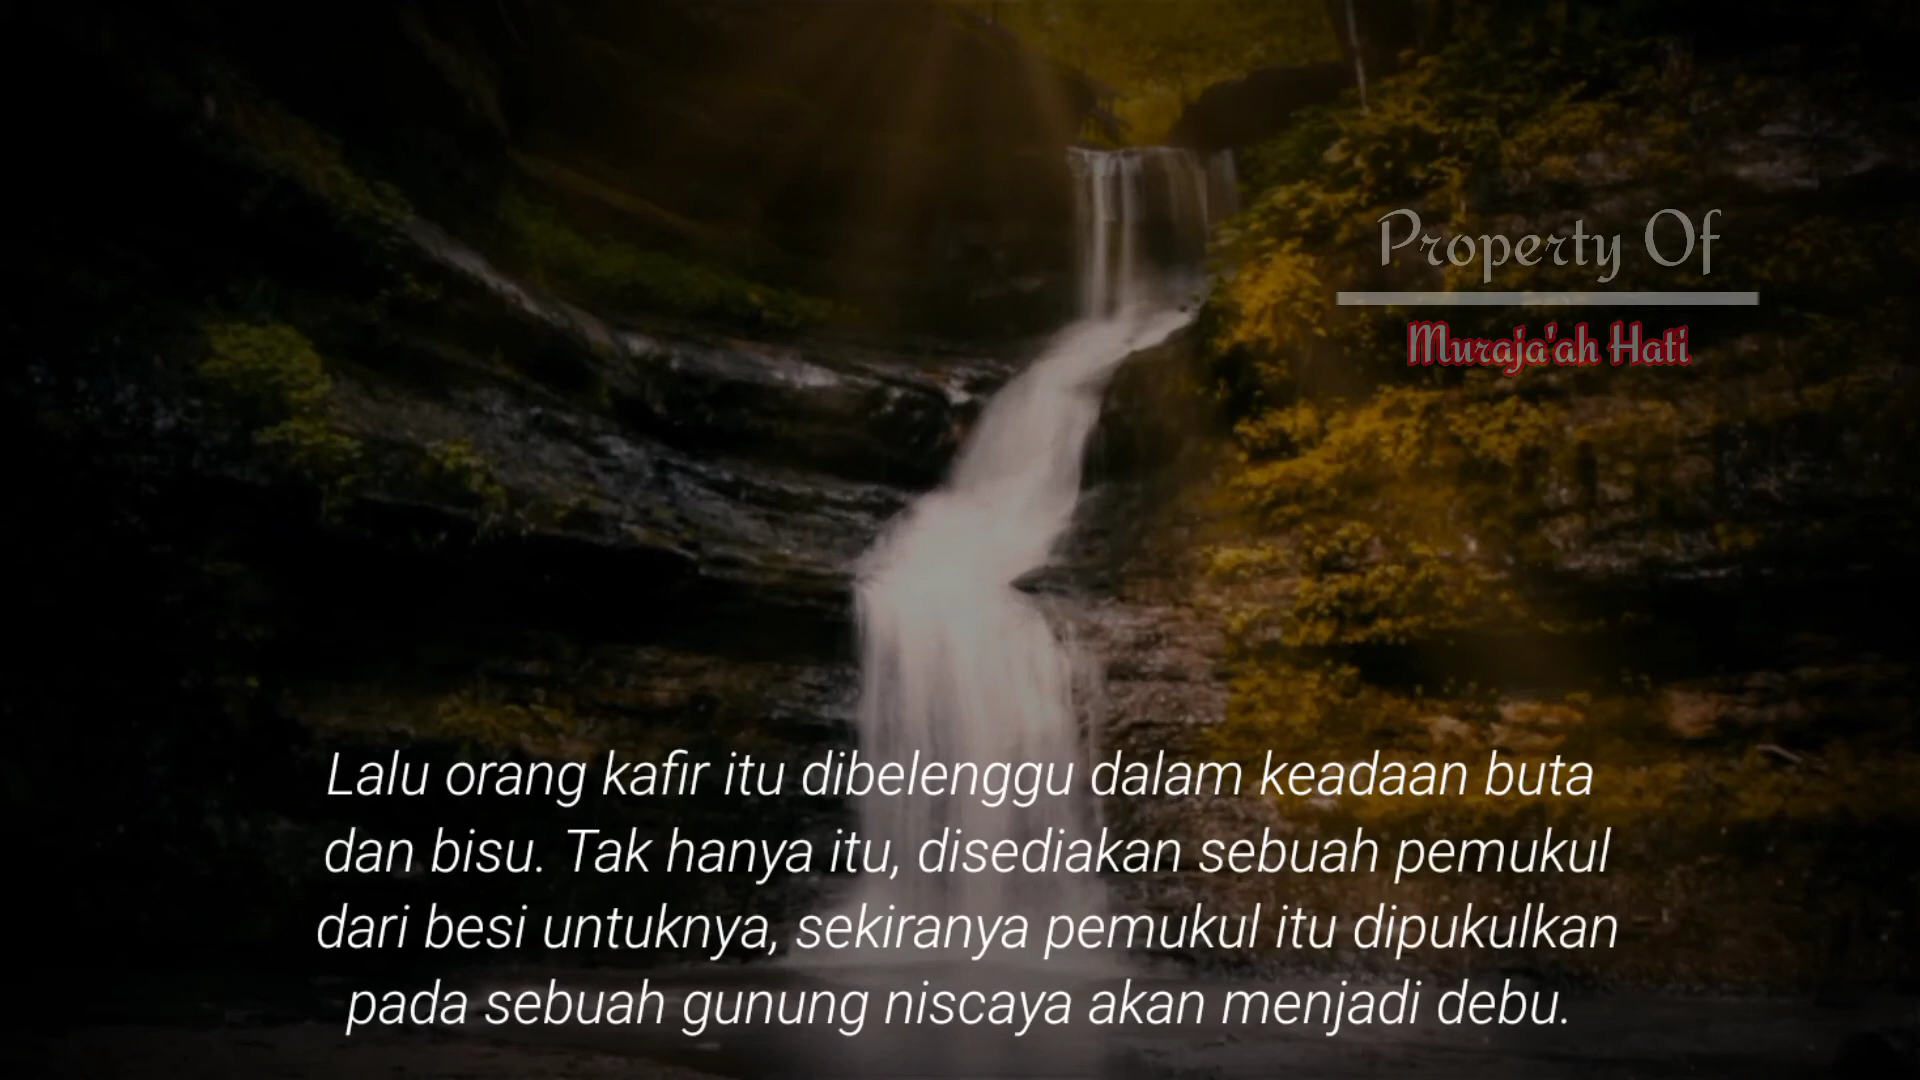 Property Of
Muraja'ah Hati
Lalu orang kafir itu dibelenggu dalam keadaan buta
dan bisu. Tak hanya itu, disediakan sebuah pemukul
dari besi untuknya, sekiranya pemukul itu dipukulkan
pada sebuah gunung niscaya akan menjadi debu.